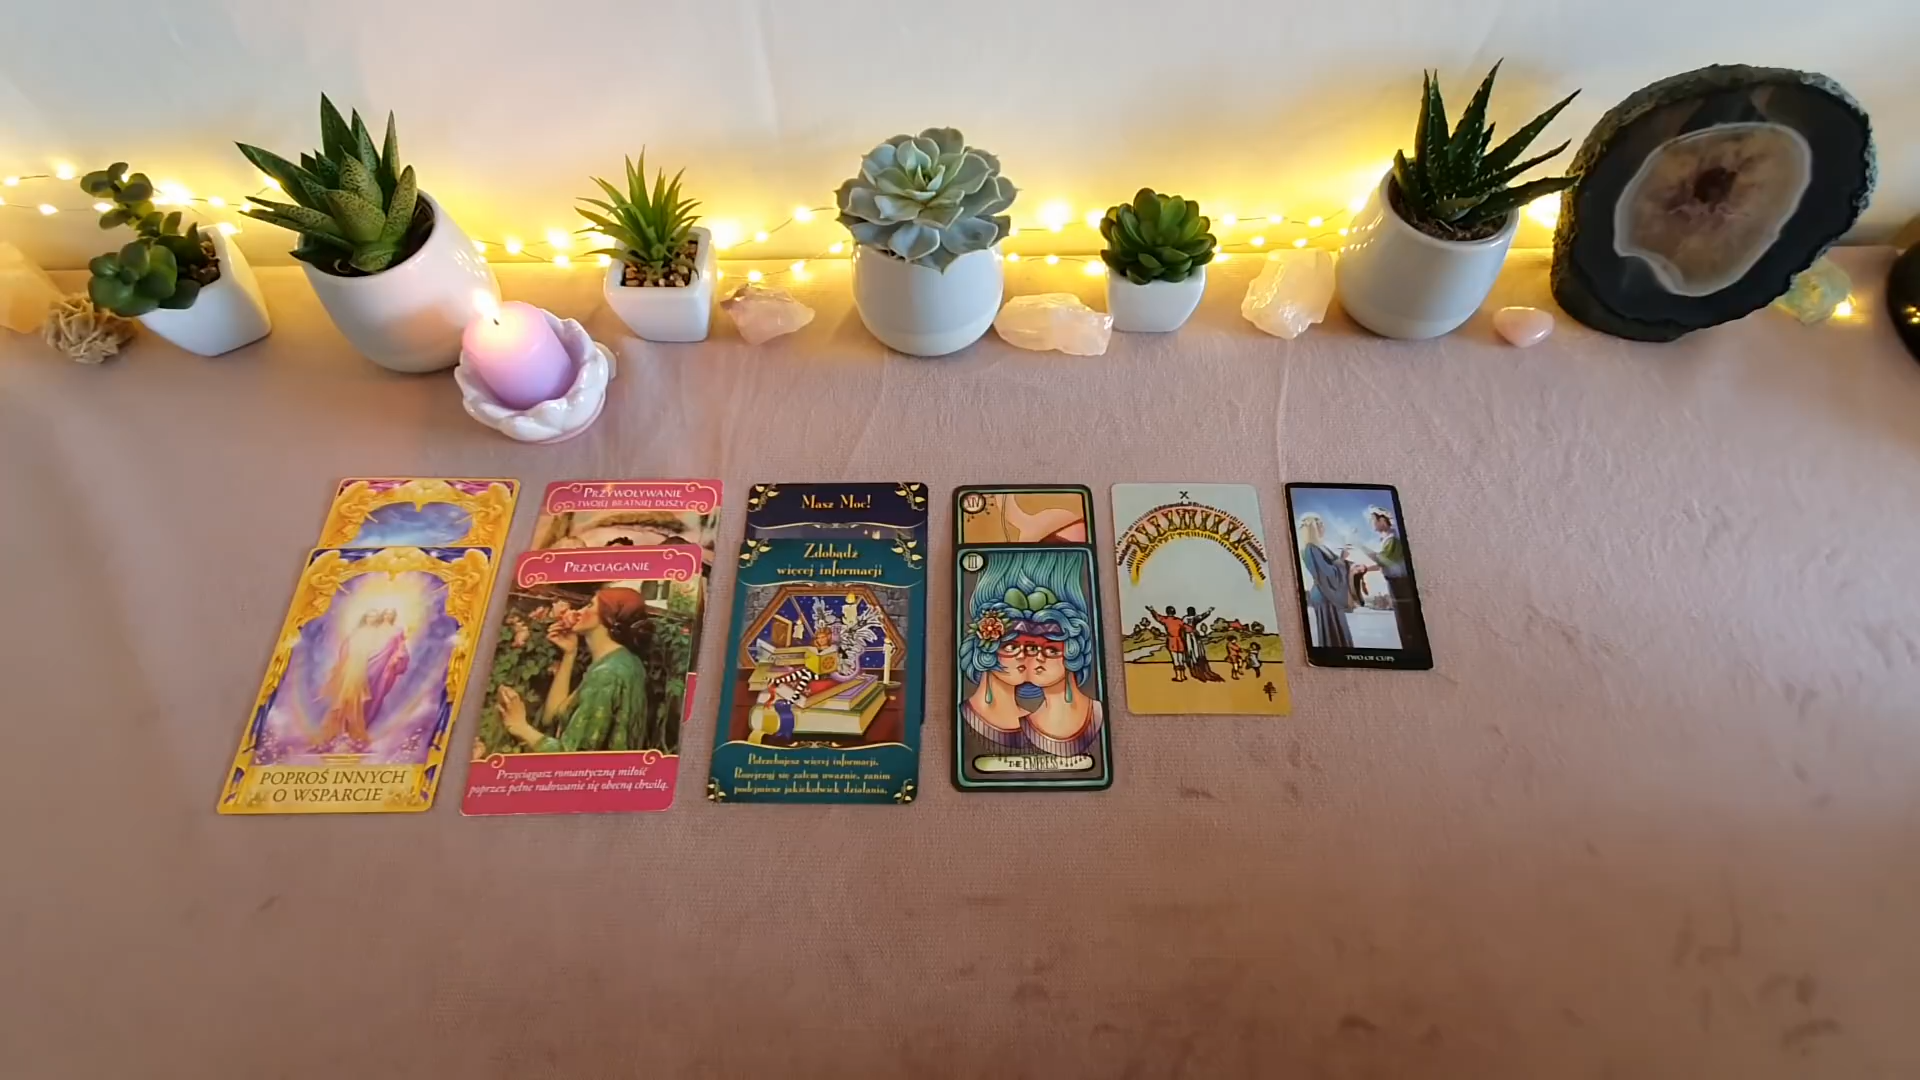 POPROŚ INNYCH
O WSPARCIE
PRZYWOŁYWANIE
TWOJEJ BRATNIEJ DUSZY
PRZYCIĄGANIE
Przyciągasz romantyczną miłość
poprzez pełne radowanie się obecną chwilą.
Masz Moc!
Zdobądź
więcej informacji
Potrzebujesz więcej informacji.
Rozejrzyj się zatem uważnie, zanim
podejmiesz jakiekolwiek działania.
XIV
III
THE EMPRESS
X
TWO OF CUPS